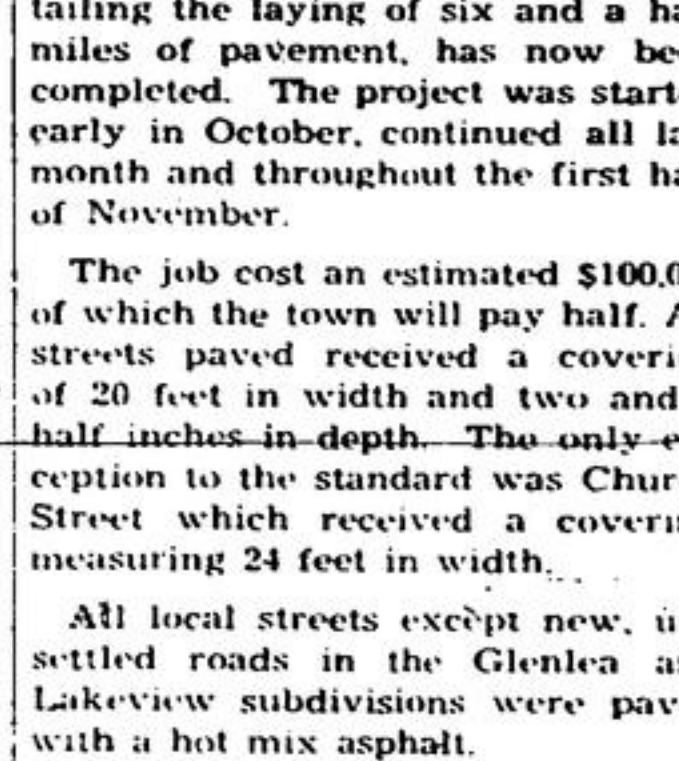 tailing the laying of six and a ha
miles of pavement, has now be
completed. The project was start
early in October, continued all la
month and throughout the first ha
of November.
The job cost an estimated $100,0
of which the town will pay half. A
streets paved received a coveri
of 20 feet in width and two and
half inches in depth. The only e
ception to the standard was Chur
Street which received a coverin
measuring 24 feet in width.
All local streets except new, u
settled roads in the Glenlea a
Lakeview subdivisions were pav
with a hot mix asphalt.